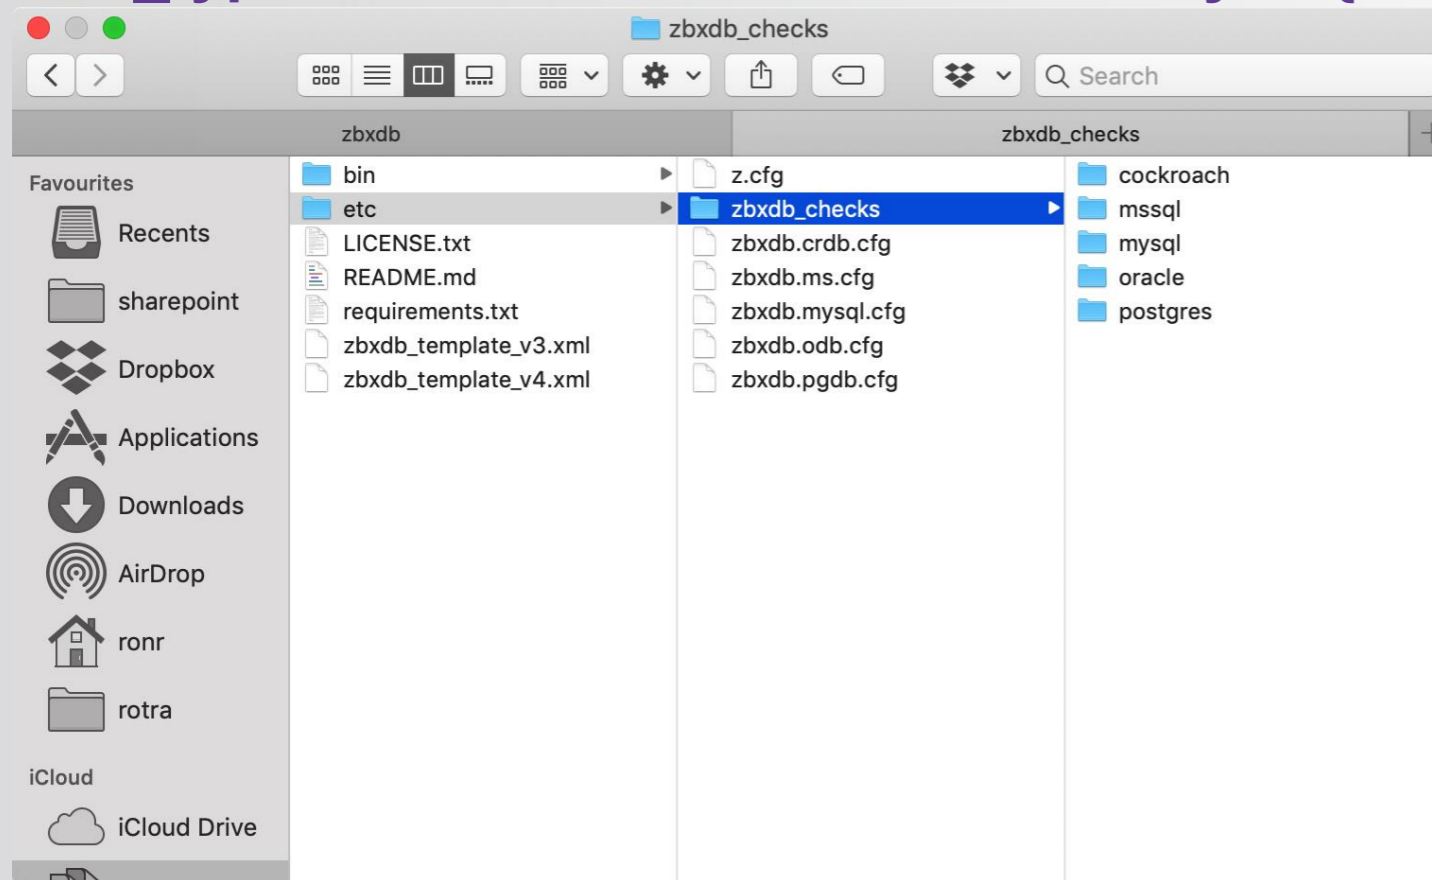 zbxdb_checks
Search
zbxdb
zbxdb_checks
Favourites
Recents
sharepoint
Dropbox
Applications
Downloads
AirDrop
ronr
rotra
iCloud
iCloud Drive
bin
etc
LICENSE.txt
README.md
requirements.txt
zbxdb_template_v3.xml
zbxdb_template_v4.xml
z.cfg
zbxdb_checks
zbxdb.crdb.cfg
zbxdb.ms.cfg
zbxdb.mysql.cfg
zbxdb.odb.cfg
zbxdb.pgdb.cfg
cockroach
mssql
mysql
oracle
postgres